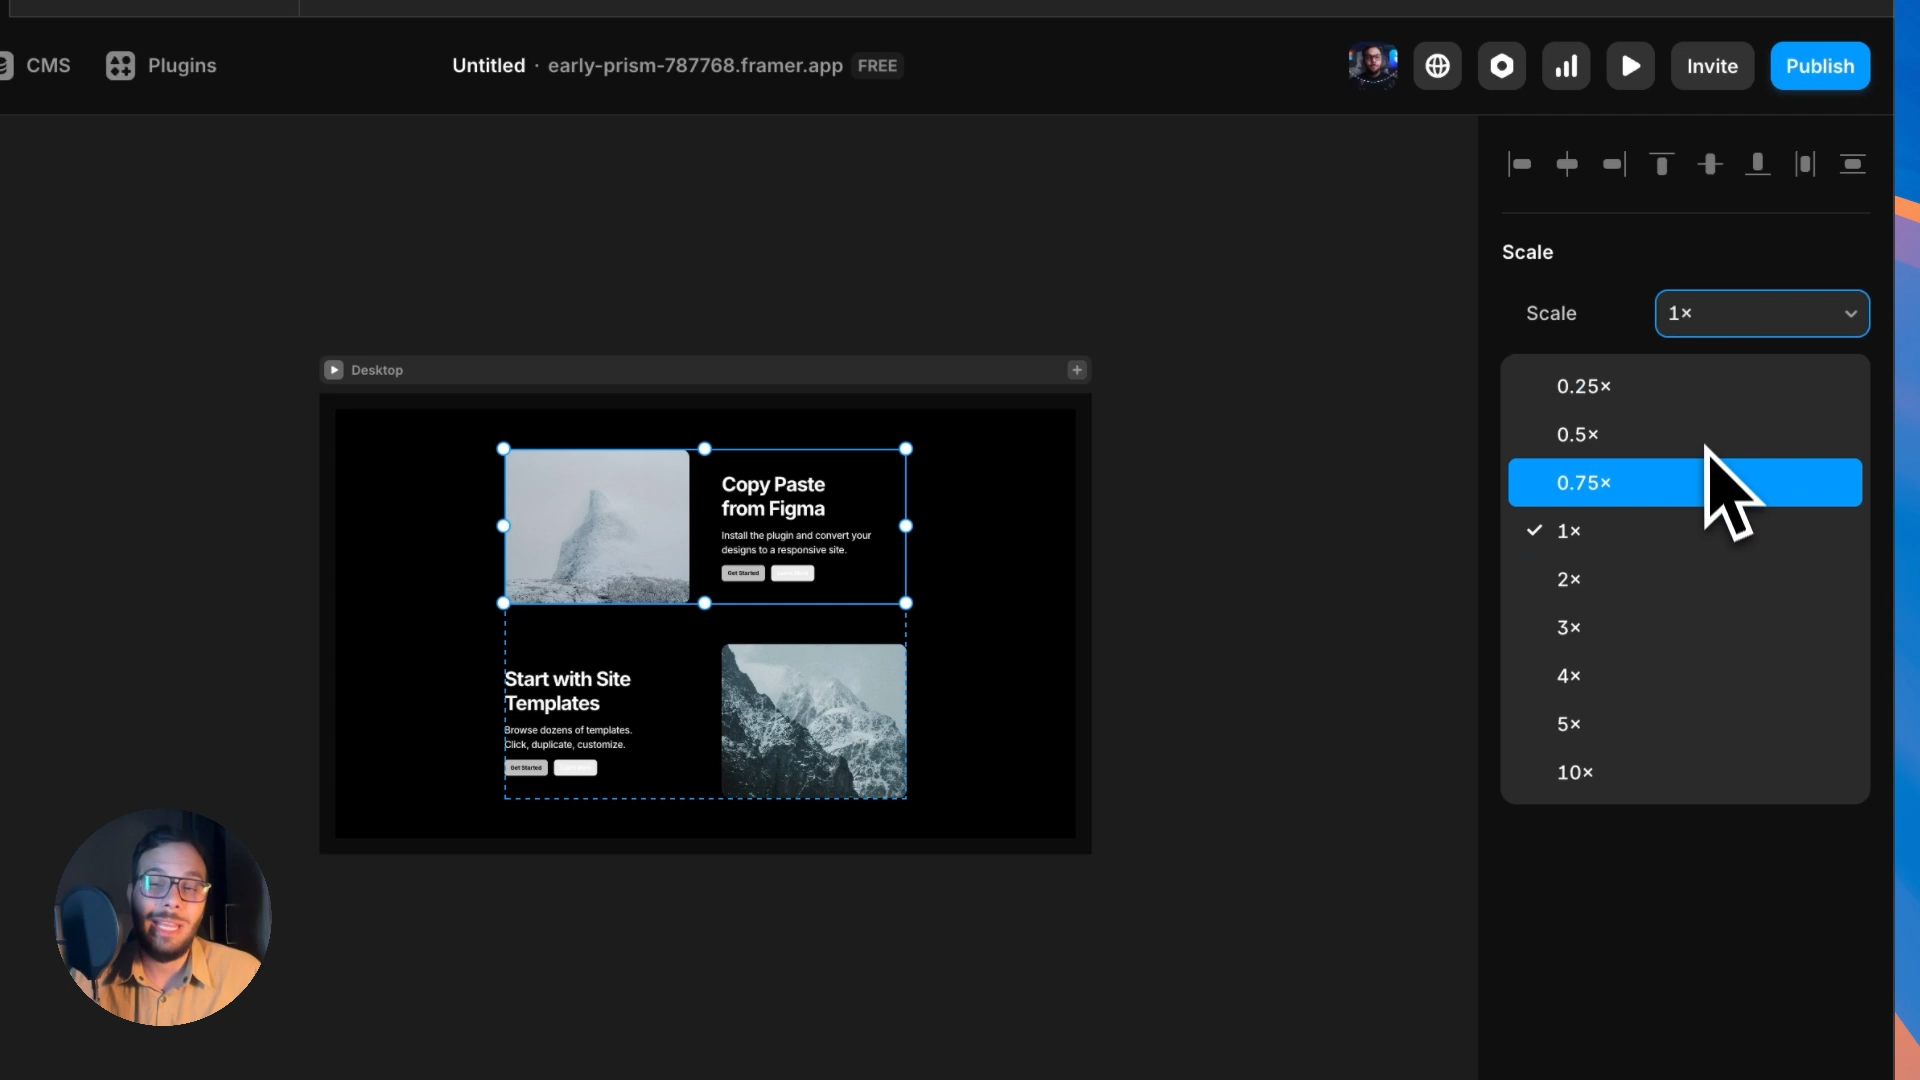 CMS
Plugins
Untitled · early-prism-787768.framer.app FREE
Invite
Publish
Scale
Scale
1×
0.25×
0.5×
0.75×
1×
2×
3×
4×
5×
10×
Desktop
Copy Paste
from Figma
Install the plugin and convert your
designs to a responsive site.
Get Started
Start with Site
Templates
Browse dozens of templates.
Click, duplicate, customize.
Get Started